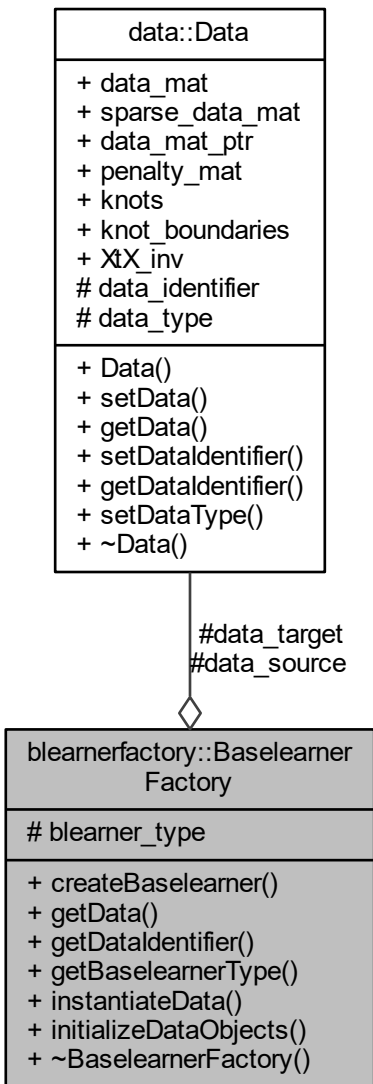 data::Data
+ data_mat
+ sparse_data_mat
+ data_mat_ptr
+ penalty_mat
+ knots
+ knot_boundaries
+ XtX_inv
# data_identifier
# data_type
+ Data()
+ setData()
+ getData()
+ setDataIdentifier()
+ getDataIdentifier()
+ setDataType()
+ ~Data()
#data_target
#data_source
blearnerfactory::Baselearner
Factory
# blearner_type
+ createBaselearner()
+ getData()
+ getDataIdentifier()
+ getBaselearnerType()
+ instantiateData()
+ initializeDataObjects()
+ ~BaselearnerFactory()